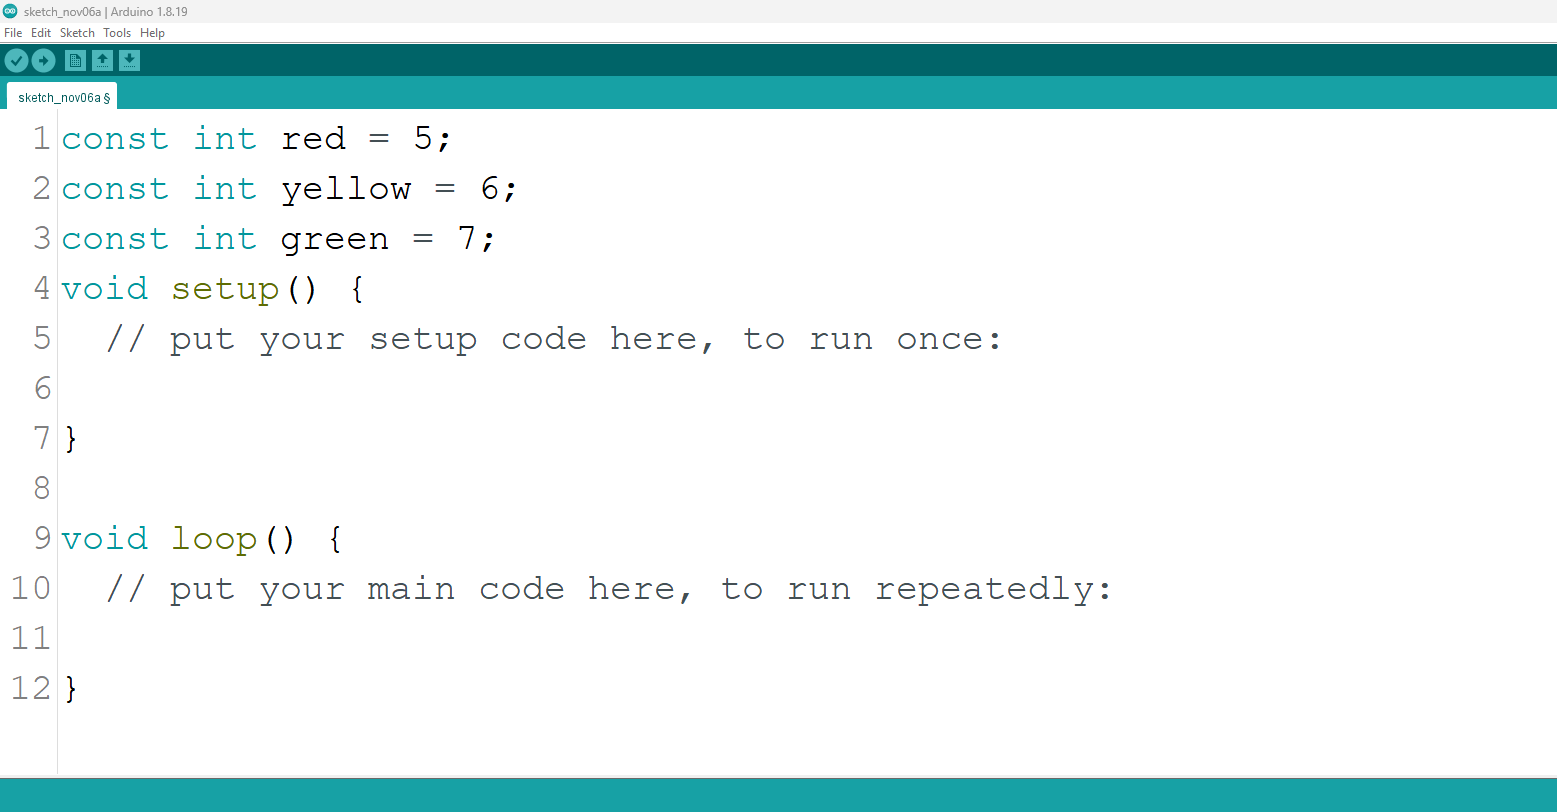 sketch_nov06a | Arduino 1.8.19
File Edit Sketch Tools Help
sketch_nov06a §
1 const int red = 5;
2 const int yellow = 6;
3 const int green = 7;
4 void setup() {
5   // put your setup code here, to run once:
6
7 }
8
9 void loop() {
10   // put your main code here, to run repeatedly:
11
12 }